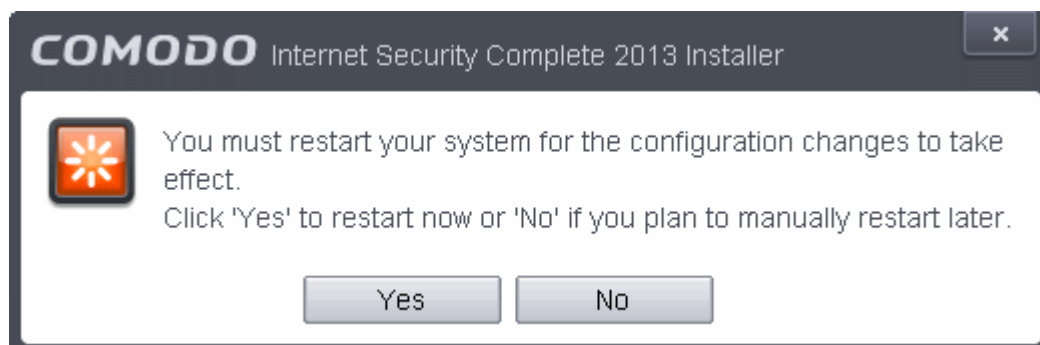 COMODO Internet Security Complete 2013 Installer
You must restart your system for the configuration changes to take
effect.
Click 'Yes' to restart now or 'No' if you plan to manually restart later.
Yes No